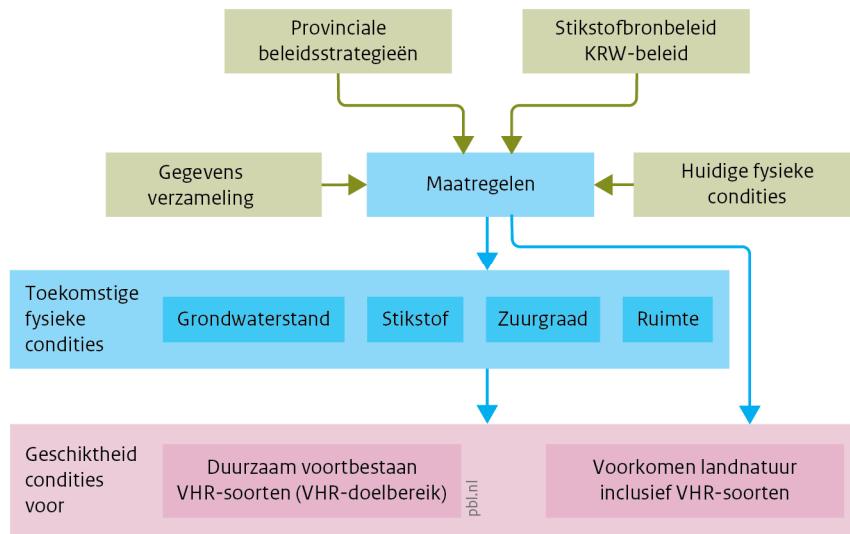 Provinciale
beleidsstrategieën
Stikstofbronbeleid
KRW-beleid
Gegevens
verzameling
Maatregelen
Huidige fysieke
condities
Toekomstige
fysieke
condities
Grondwaterstand
Stikstof
Zuurgraad
Ruimte
Geschiktheid
condities
voor
Duurzaam voortbestaan
VHR-soorten (VHR-doelbereik)
pbl.nl
Voorkomen landnatuur
inclusief VHR-soorten